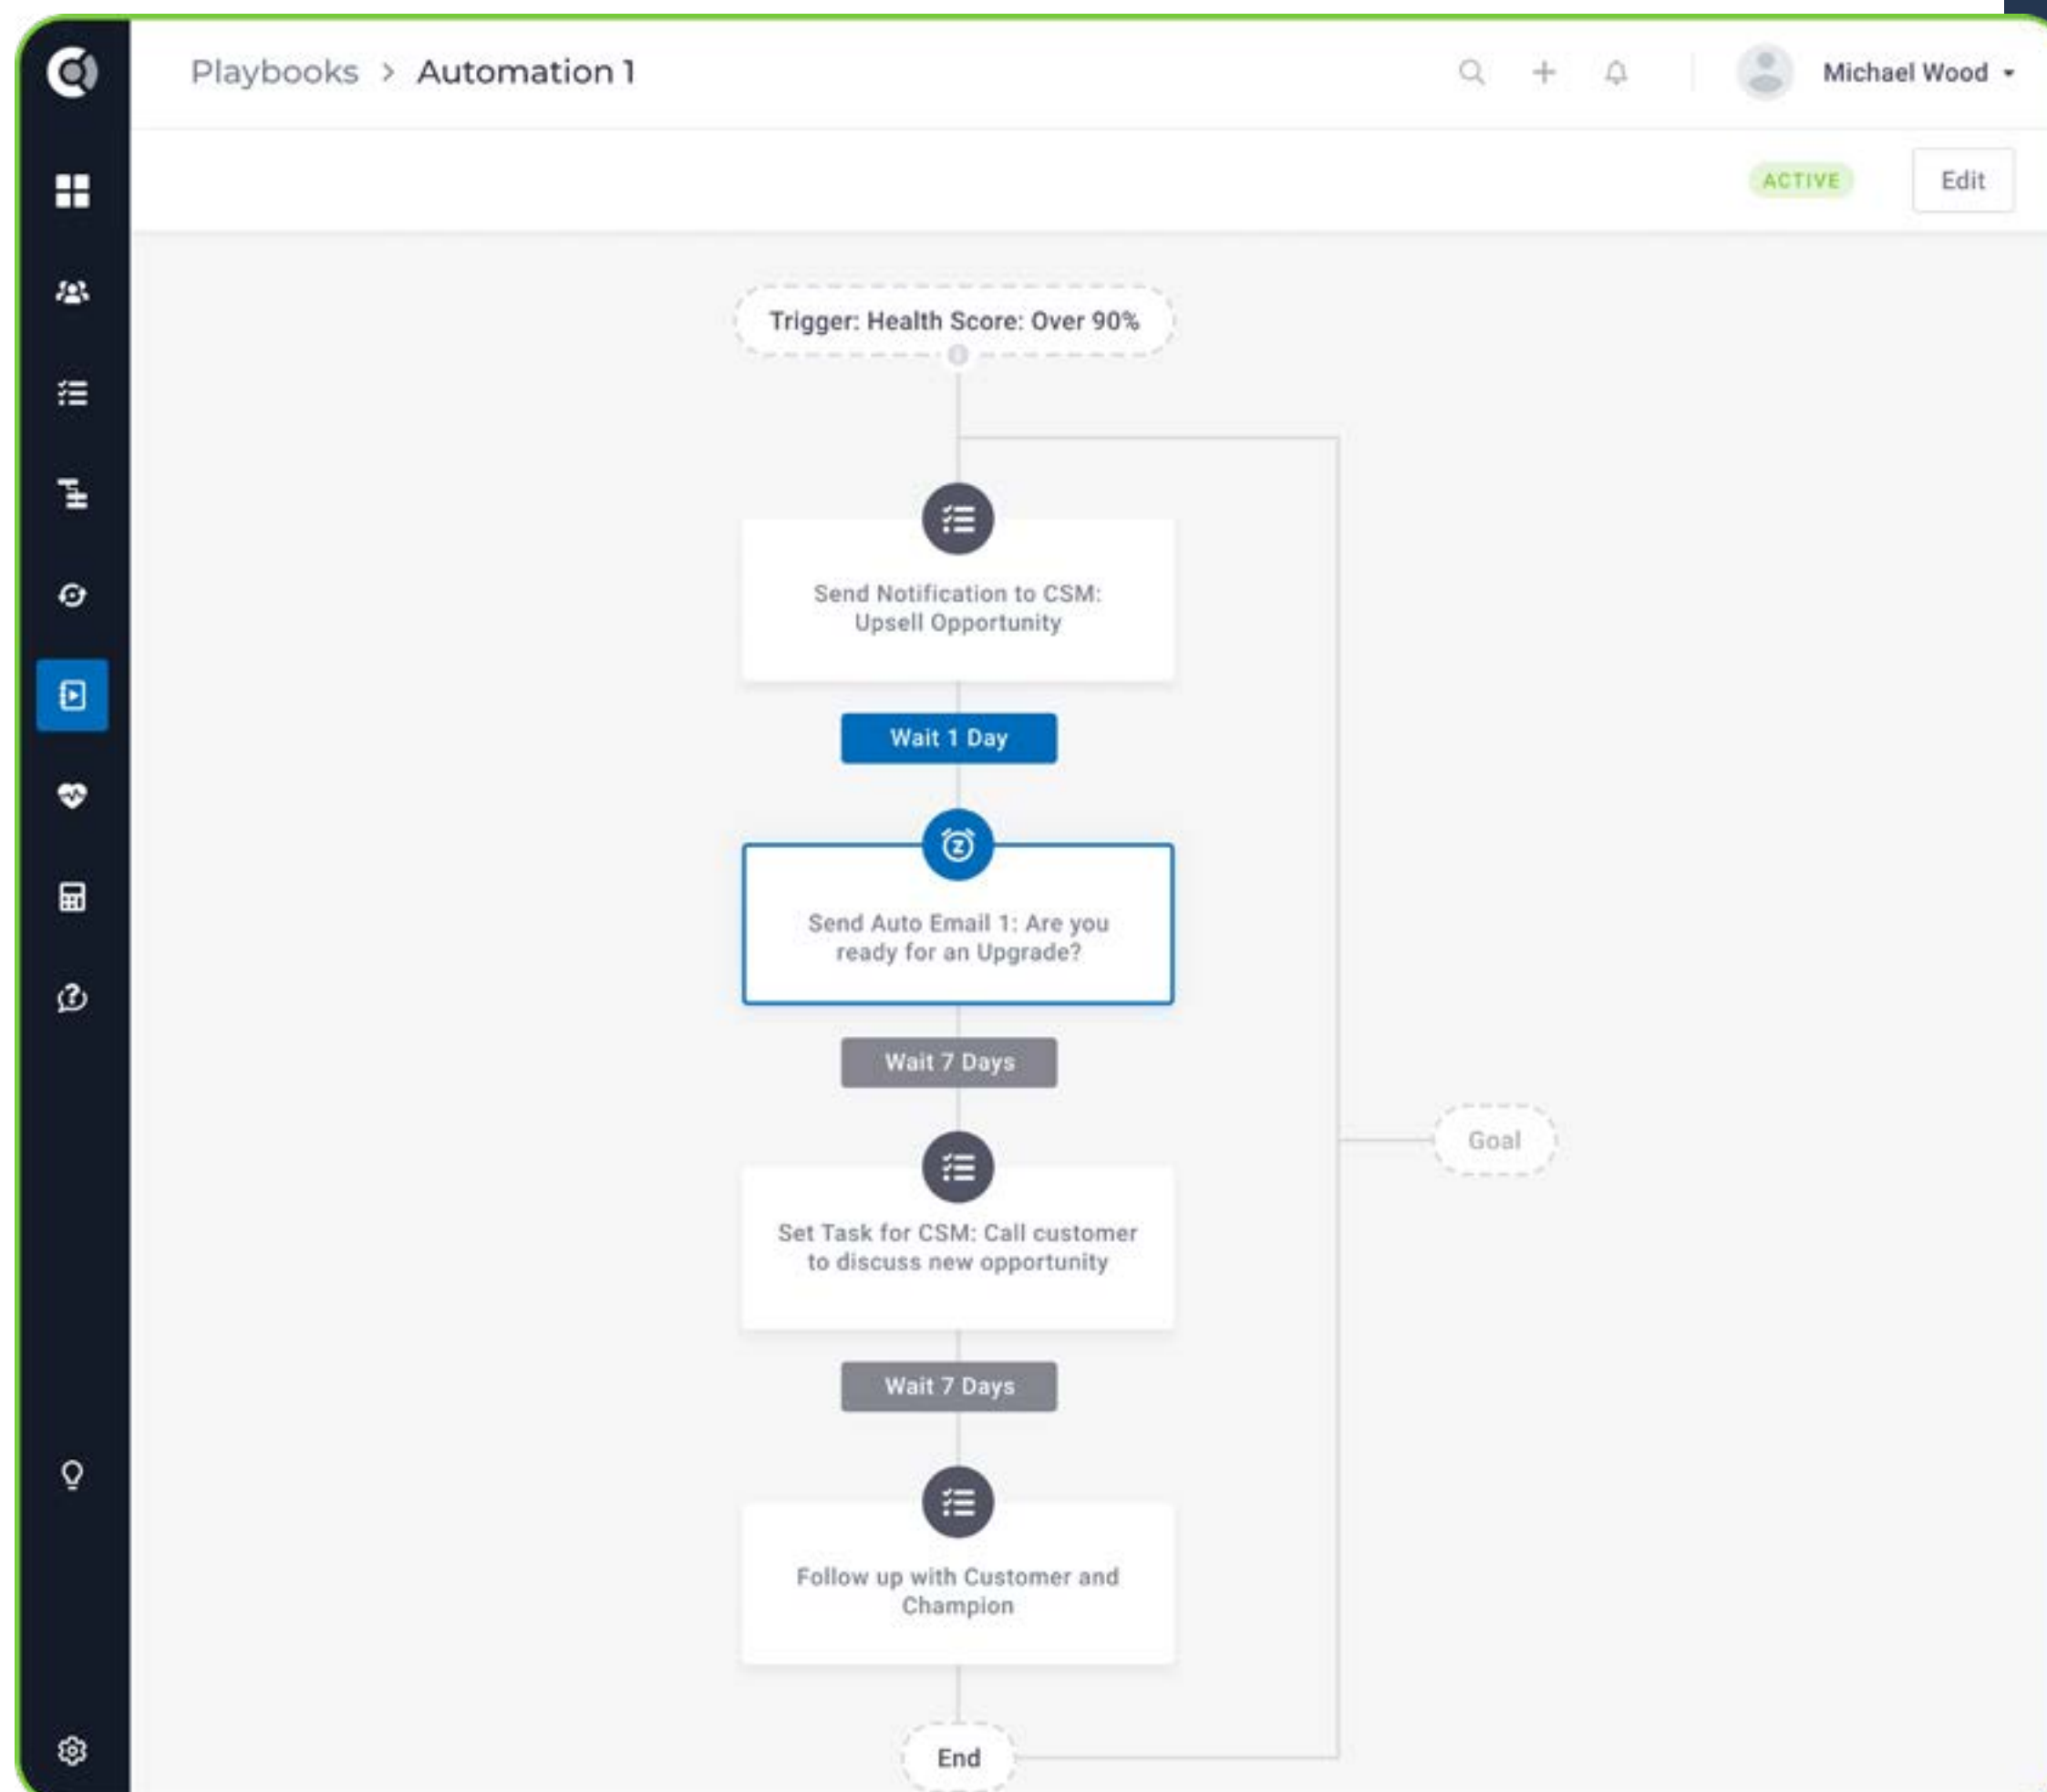 Playbooks > Automation 1
Michael Wood
ACTIVE
Edit
Trigger: Health Score: Over 90%
Send Notification to CSM:
Upsell Opportunity
Wait 1 Day
Send Auto Email 1: Are you
ready for an Upgrade?
Wait 7 Days
Goal
Set Task for CSM: Call customer
to discuss new opportunity
Wait 7 Days
Follow up with Customer and
Champion
End